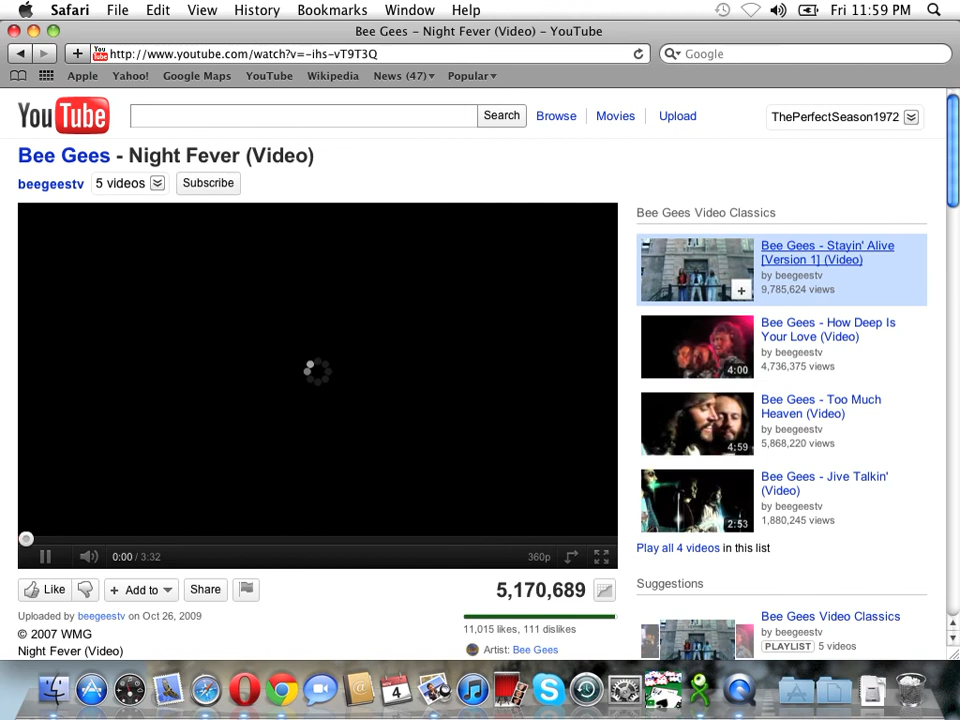 Safari File Edit View History Bookmarks Window Help Fri 11:59 PM
Bee Gees – Night Fever (Video) – YouTube
You Tube http://www.youtube.com/watch?v=-ihs-vT9T3Q Google
Apple Yahoo! Google Maps YouTube Wikipedia News (47)▾ Popular▾
You Tube Search Browse Movies Upload ThePerfectSeason1972
Bee Gees - Night Fever (Video)
beegeestv 5 videos Subscribe
Bee Gees Video Classics
Bee Gees - Stayin' Alive
[Version 1] (Video)
by beegeestv
9,785,624 views
Bee Gees - How Deep Is
Your Love (Video)
by beegeestv
4,736,375 views
4:00
Bee Gees - Too Much
Heaven (Video)
by beegeestv
5,868,220 views
4:59
Bee Gees - Jive Talkin'
(Video)
by beegeestv
1,880,245 views
2:53
Play all 4 videos in this list
0:00 / 3:32 360p
Like + Add to Share 5,170,689
Uploaded by beegeestv on Oct 26, 2009
11,015 likes, 111 dislikes
© 2007 WMG
Night Fever (Video)
Artist: Bee Gees
Suggestions
Bee Gees Video Classics
PLAYLIST 5 videos
4